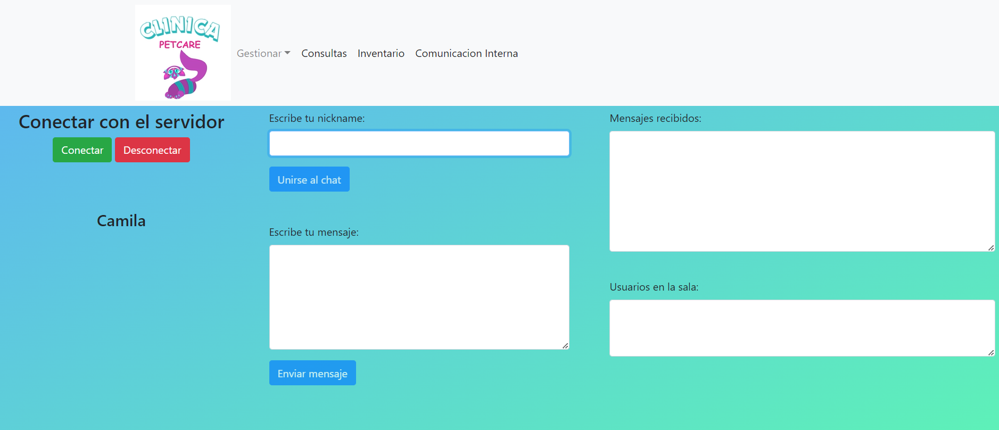 CLINICA
PETCARE
Gestionar Consultas Inventario Comunicacion Interna
Conectar con el servidor
Conectar Desconectar
Camila
Escribe tu nickname:
Unirse al chat
Escribe tu mensaje:
Enviar mensaje
Mensajes recibidos:
Usuarios en la sala: